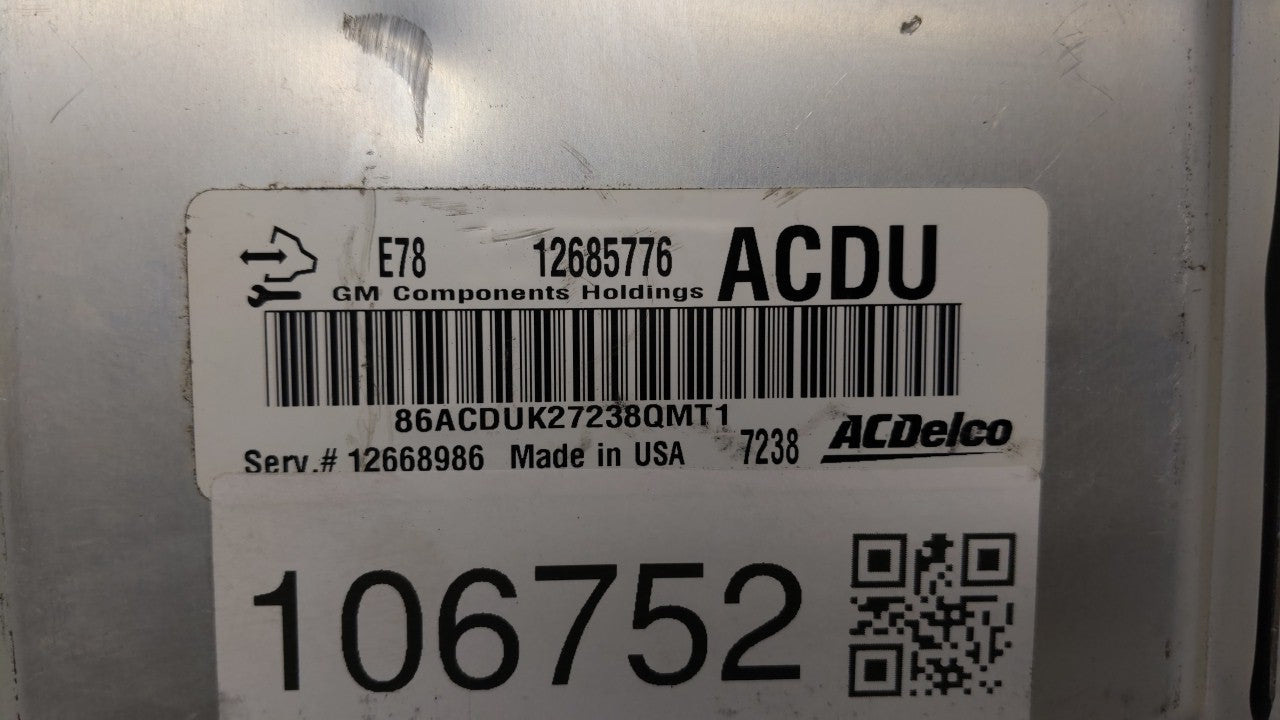 E78 12685776 ACDU
GM Components Holdings
86ACDUK27238QMT1
Serv.# 12668986 Made in USA 7238 ACDelco
106752